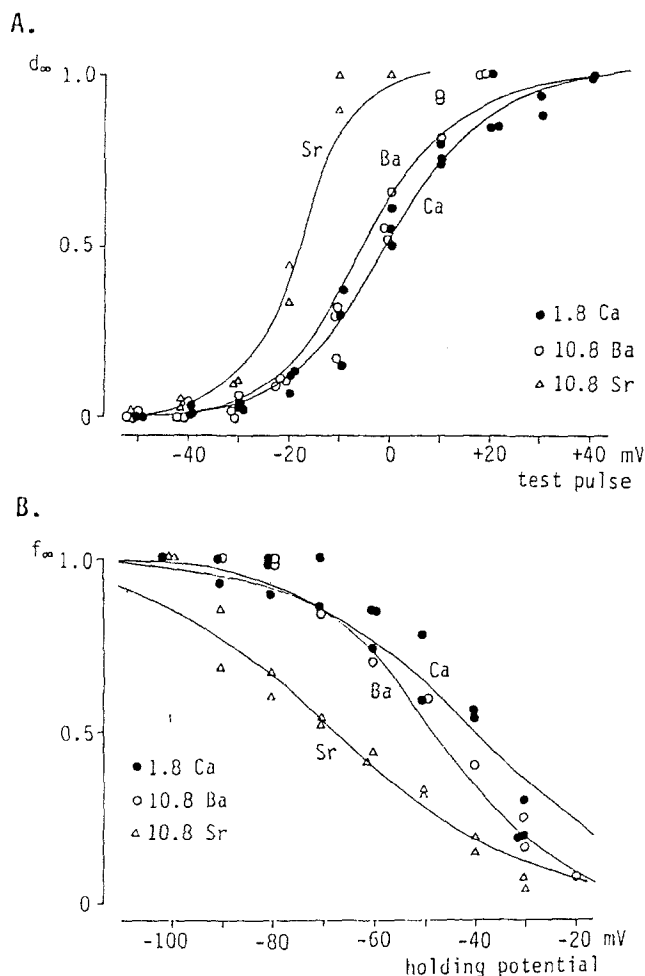 A.
d∞
1.0
0.5
0
Sr
Ba
Ca
● 1.8 Ca
○ 10.8 Ba
△ 10.8 Sr
-40 -20 0 +20 +40 mV
test pulse
B.
f∞
1.0
0.5
0
Ca
Ba
Sr
● 1.8 Ca
○ 10.8 Ba
△ 10.8 Sr
-100 -80 -60 -40 -20 mV
holding potential